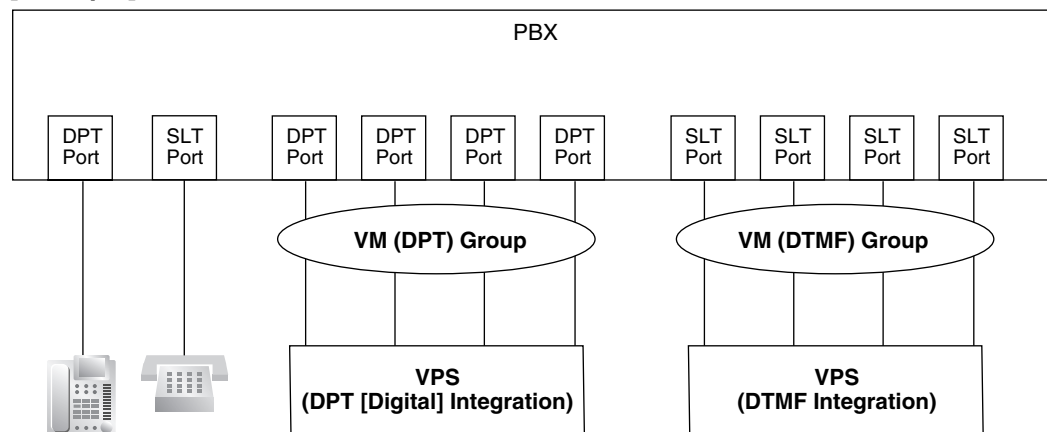 PBX
DPT
Port
SLT
Port
DPT
Port
DPT
Port
DPT
Port
DPT
Port
SLT
Port
SLT
Port
SLT
Port
SLT
Port
VM (DPT) Group
VM (DTMF) Group
VPS
(DPT [Digital] Integration)
VPS
(DTMF Integration)